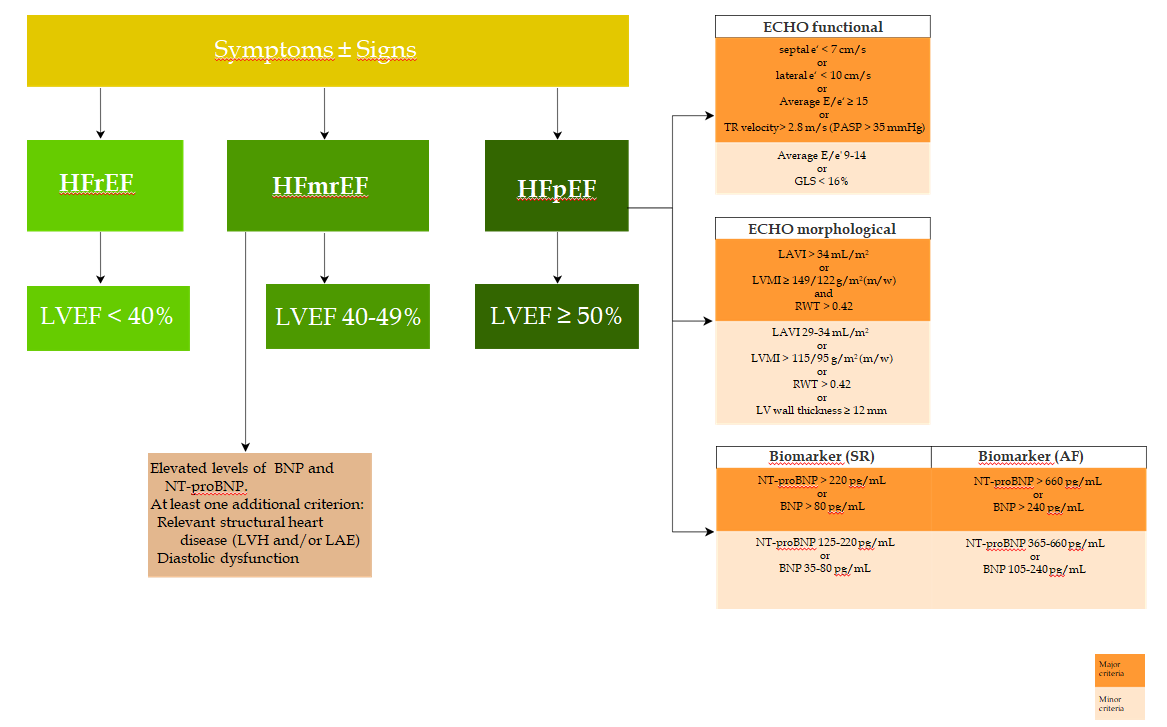 Symptoms ± Signs
HFrEF
HFmrEF
HFpEF
LVEF < 40%
LVEF 40-49%
LVEF ≥ 50%
Elevated levels of BNP and
NT-proBNP.
At least one additional criterion:
Relevant structural heart
disease (LVH and/or LAE)
Diastolic dysfunction
ECHO functional
septal e' < 7 cm/s
or
lateral e' < 10 cm/s
or
Average E/e' ≥ 15
or
TR velocity > 2.8 m/s (PASP > 35 mmHg)
Average E/e' 9-14
or
GLS < 16%
ECHO morphological
LAVI > 34 mL/m²
or
LVMI ≥ 149/122 g/m² (m/w)
and
RWT > 0.42
LAVI 29-34 mL/m²
or
LVMI > 115/95 g/m² (m/w)
or
RWT > 0.42
or
LV wall thickness ≥ 12 mm
Biomarker (SR)
NT-proBNP > 220 pg/mL
or
BNP > 80 pg/mL
NT-proBNP 125-220 pg/mL
or
BNP 35-80 pg/mL
Biomarker (AF)
NT-proBNP > 660 pg/mL
or
BNP > 240 pg/mL
NT-proBNP 365-660 pg/mL
or
BNP 105-240 pg/mL
Major
criteria
Minor
criteria